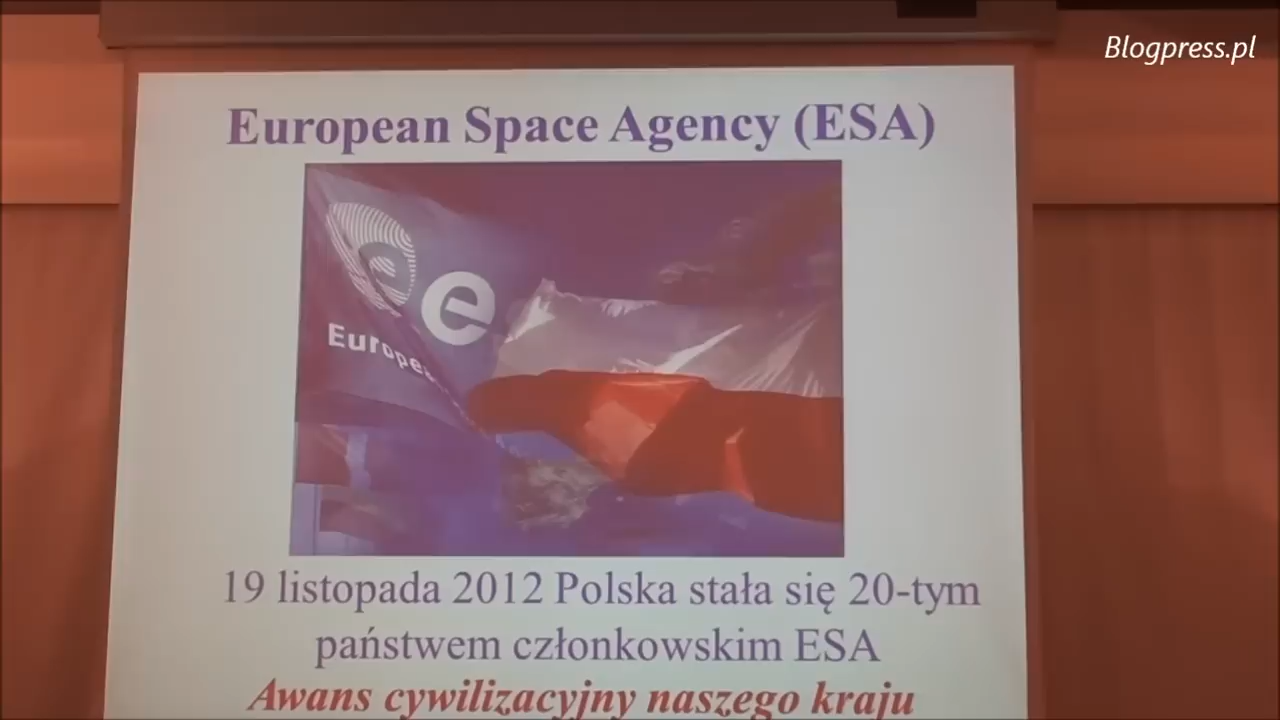 Blogpress.pl
European Space Agency (ESA)
e
Europe
19 listopada 2012 Polska stała się 20-tym
państwem członkowskim ESA
Awans cywilizacyjny naszego kraju